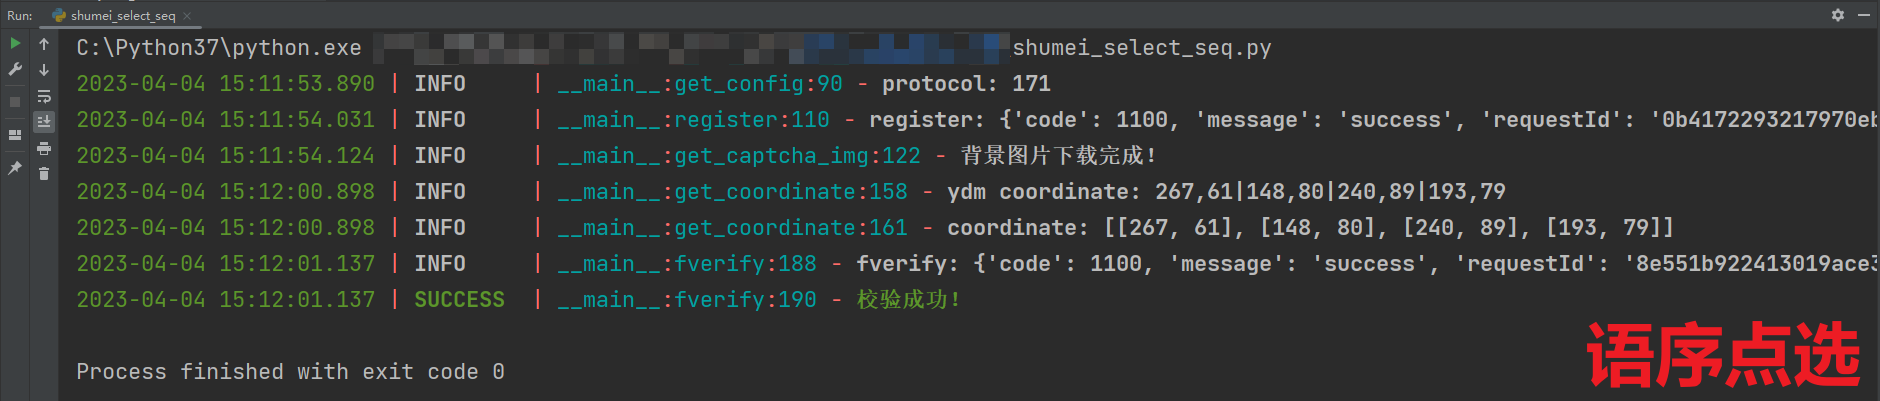 Run: shumei_select_seq
C:\Python37\python.exe shumei_select_seq.py
2023-04-04 15:11:53.890 | INFO     | __main__:get_config:90 - protocol: 171
2023-04-04 15:11:54.031 | INFO     | __main__:register:110 - register: {'code': 1100, 'message': 'success', 'requestId': '0b4172293217970eb
2023-04-04 15:11:54.124 | INFO     | __main__:get_captcha_img:122 - 背景图片下载完成!
2023-04-04 15:12:00.898 | INFO     | __main__:get_coordinate:158 - ydm coordinate: 267,61|148,80|240,89|193,79
2023-04-04 15:12:00.898 | INFO     | __main__:get_coordinate:161 - coordinate: [[267, 61], [148, 80], [240, 89], [193, 79]]
2023-04-04 15:12:01.137 | INFO     | __main__:fverify:188 - fverify: {'code': 1100, 'message': 'success', 'requestId': '8e551b922413019ace3
2023-04-04 15:12:01.137 | SUCCESS  | __main__:fverify:190 - 校验成功!
Process finished with exit code 0
语序点选